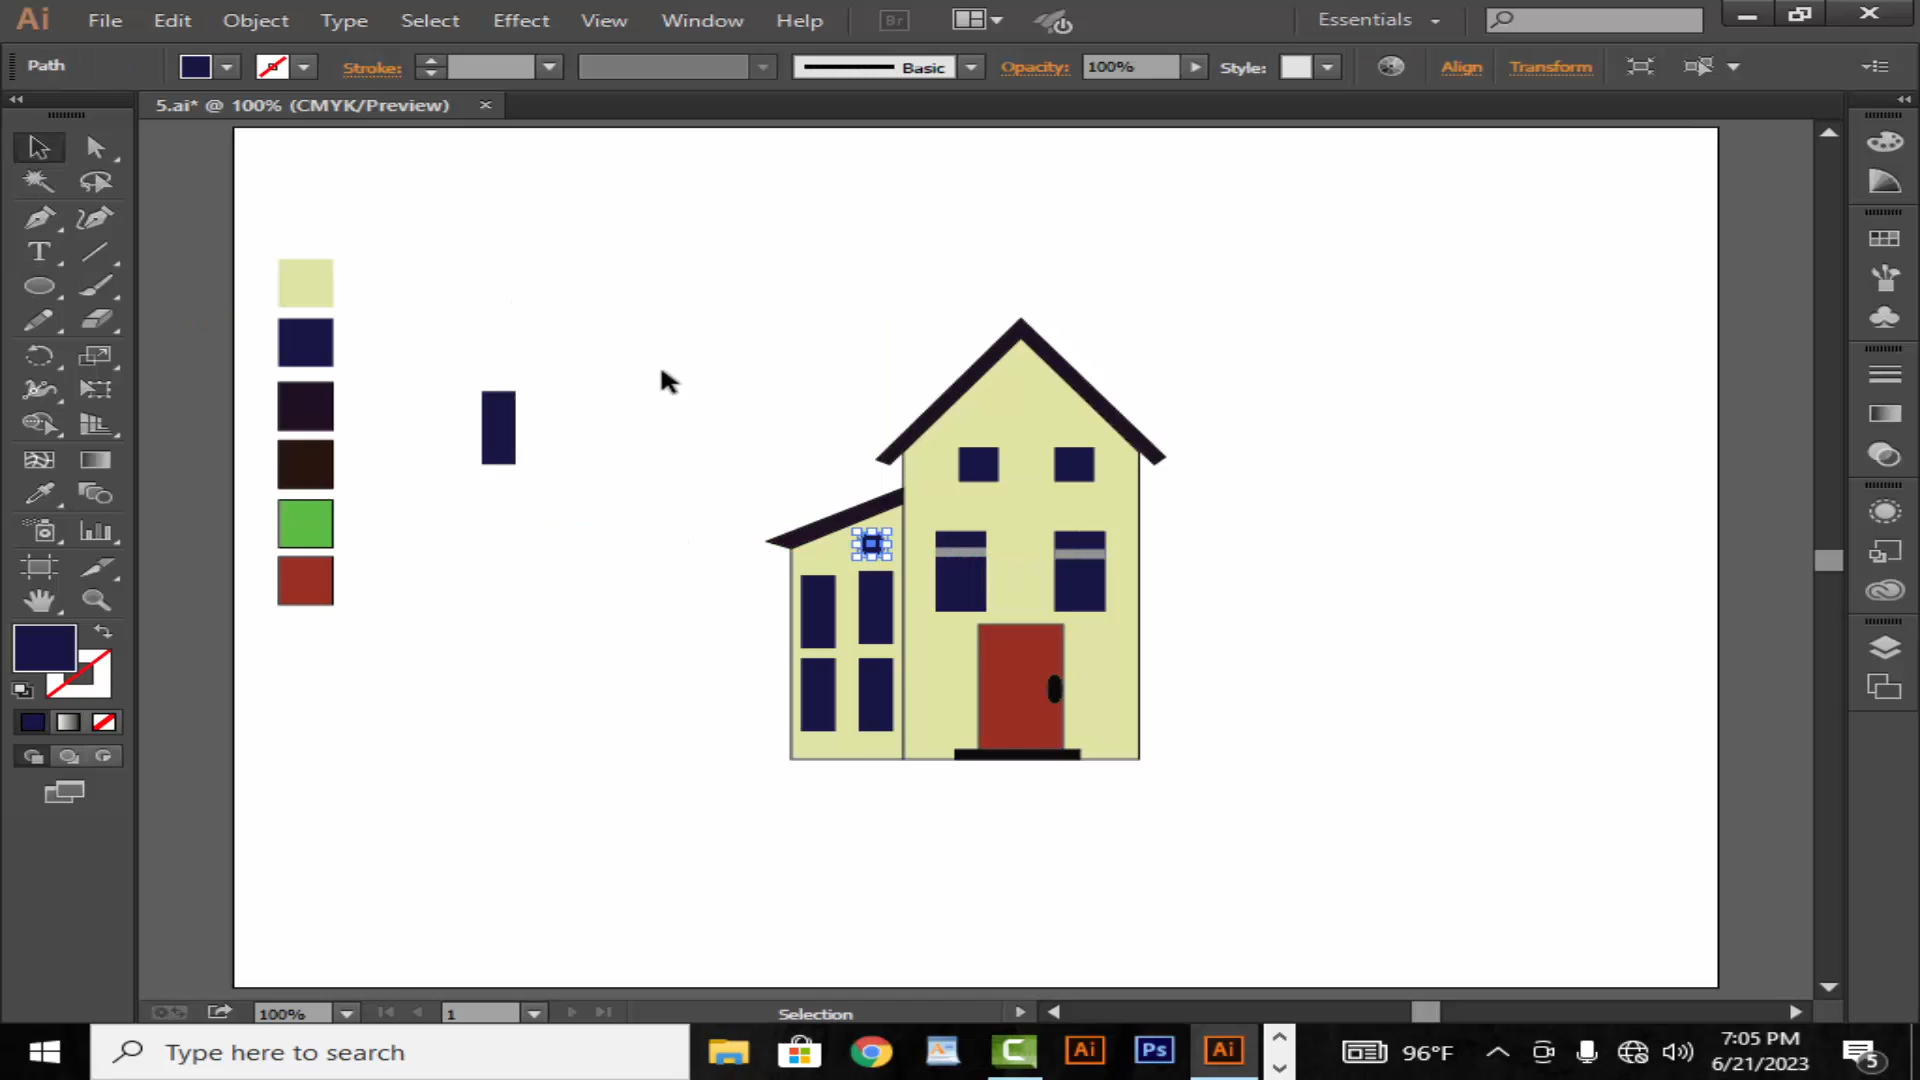 Ai File Edit Object Type Select Effect View Window Help Br Essentials
Path Stroke: Basic Opacity: 100% Style: Align Transform
5.ai* @ 100% (CMYK/Preview) ×
T
100% 1 Selection
Type here to search Ai Ps Ai 96°F 7:05 PM
6/21/2023 5